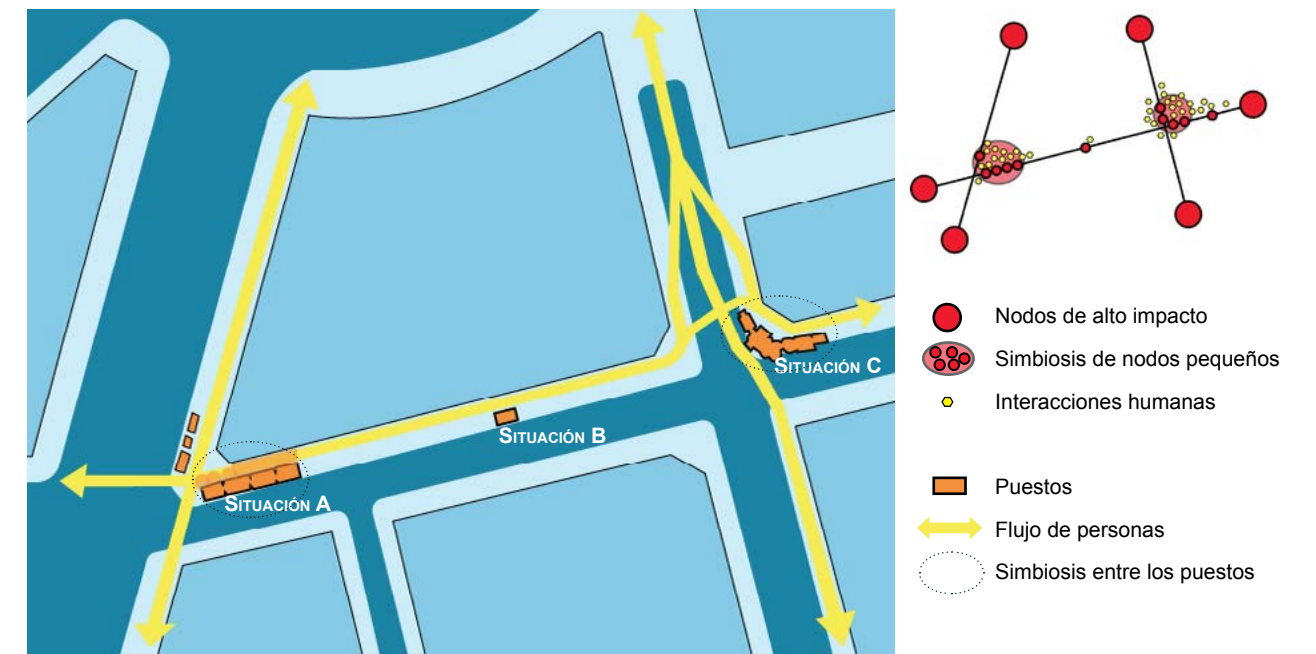 SITUACIÓN A
SITUACIÓN B
SITUACIÓN C
Nodos de alto impacto
Simbiosis de nodos pequeños
Interacciones humanas
Puestos
Flujo de personas
Simbiosis entre los puestos